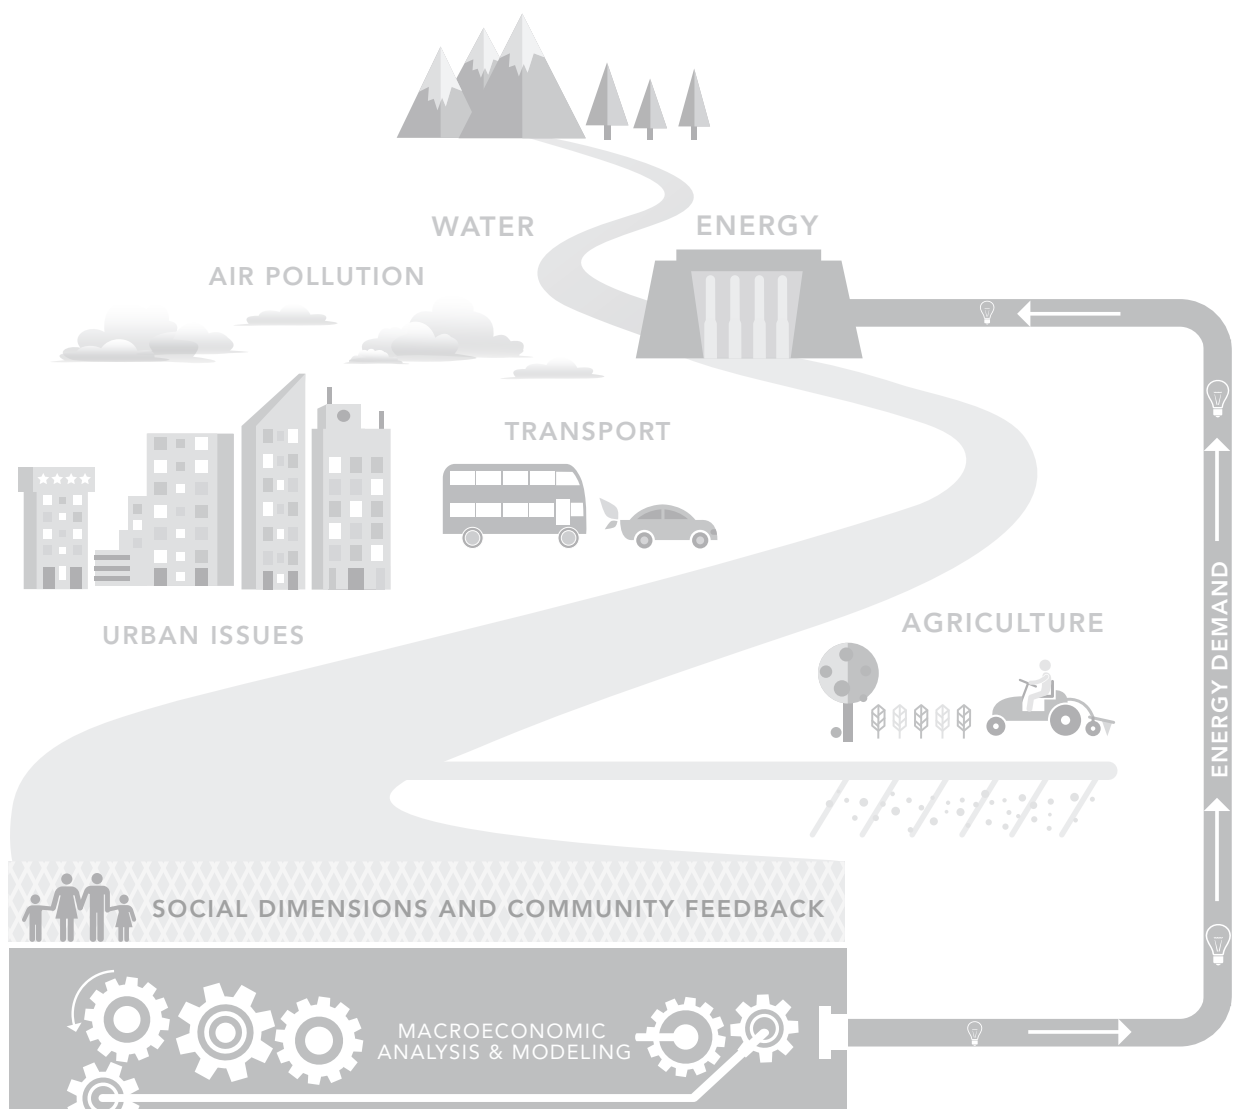 WATER
ENERGY
AIR POLLUTION
TRANSPORT
URBAN ISSUES
AGRICULTURE
ENERGY DEMAND
SOCIAL DIMENSIONS AND COMMUNITY FEEDBACK
MACROECONOMIC
ANALYSIS & MODELING